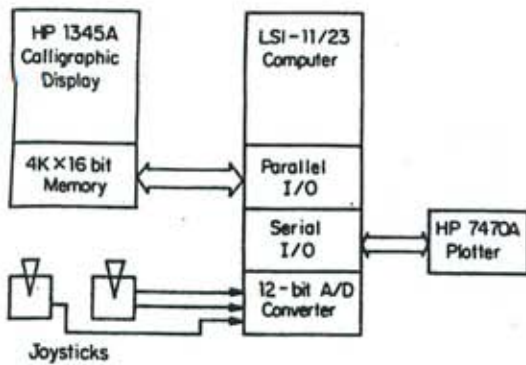 HP 1345A
Calligraphic
Display
4K×16 bit
Memory
LSI-11/23
Computer
Parallel
I/O
Serial
I/O
12-bit A/D
Converter
HP 7470A
Plotter
Joysticks